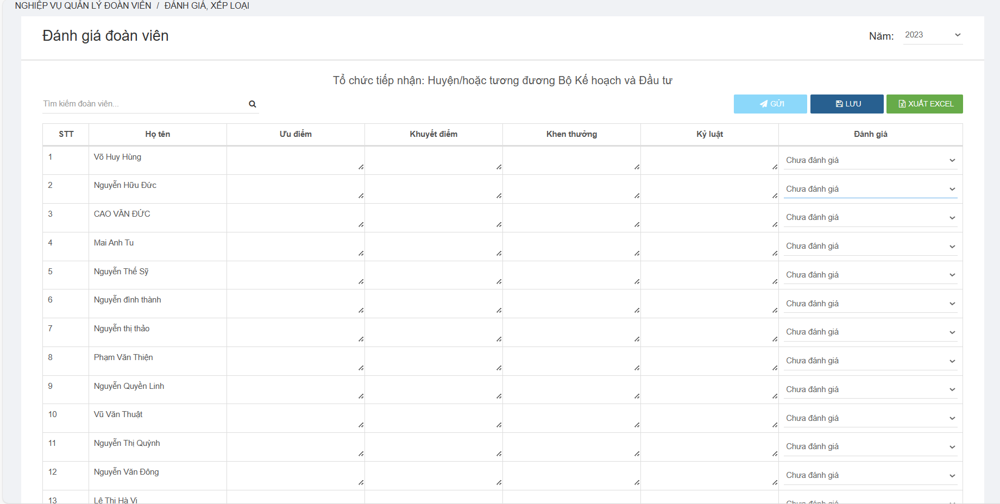 NGHIỆP VỤ QUẢN LÝ ĐOÀN VIÊN / ĐÁNH GIÁ, XẾP LOẠI
Đánh giá đoàn viên
Năm: 2023
Tổ chức tiếp nhận: Huyện/hoặc tương đương Bộ Kế hoạch và Đầu tư
Tìm kiếm đoàn viên...
GỬI LƯU XUẤT EXCEL
STT Họ tên Ưu điểm Khuyết điểm Khen thưởng Kỷ luật Đánh giá
1 Võ Huy Hùng Chưa đánh giá
2 Nguyễn Hữu Đức Chưa đánh giá
3 CAO VĂN ĐỨC Chưa đánh giá
4 Mai Anh Tu Chưa đánh giá
5 Nguyễn Thế Sỹ Chưa đánh giá
6 Nguyễn đình thành Chưa đánh giá
7 Nguyễn thị thảo Chưa đánh giá
8 Phạm Văn Thiện Chưa đánh giá
9 Nguyễn Quyền Linh Chưa đánh giá
10 Vũ Văn Thuật Chưa đánh giá
11 Nguyễn Thị Quỳnh Chưa đánh giá
12 Nguyễn Văn Đông Chưa đánh giá
13 Lê Thị Hà Vi Chưa đánh giá